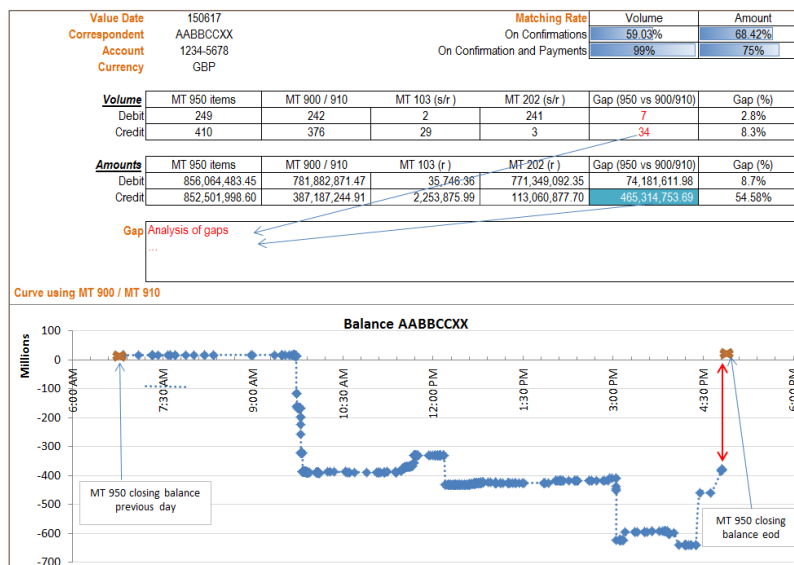 Value Date 150617 Matching Rate Volume Amount
Correspondent AABBCCXX On Confirmations 59.03% 68.42%
Account 1234-5678 On Confirmation and Payments 99% 75%
Currency GBP
Volume MT 950 items MT 900 / 910 MT 103 (s/r ) MT 202 (s/r ) Gap (950 vs 900/910) Gap (%)
Debit 249 242 2 241 7 2.8%
Credit 410 376 29 3 34 8.3%
Amounts MT 950 items MT 900 / 910 MT 103 (r ) MT 202 (r ) Gap (950 vs 900/910) Gap (%)
Debit 856,064,483.45 781,882,871.47 35,746.36 771,349,092.35 74,181,611.98 8.7%
Credit 852,501,998.60 387,187,244.91 2,253,875.99 113,060,877.70 465,314,753.69 54.58%
Gap Analysis of gaps
...
Curve using MT 900 / MT 910
Balance AABBCCXX
Millions
100
0
-100
-200
-300
-400
-500
-600
-700
6:00 AM
7:30 AM
9:00 AM
10:30 AM
12:00 PM
1:30 PM
3:00 PM
4:30 PM
6:00 PM
MT 950 closing balance
previous day
MT 950 closing
balance eod